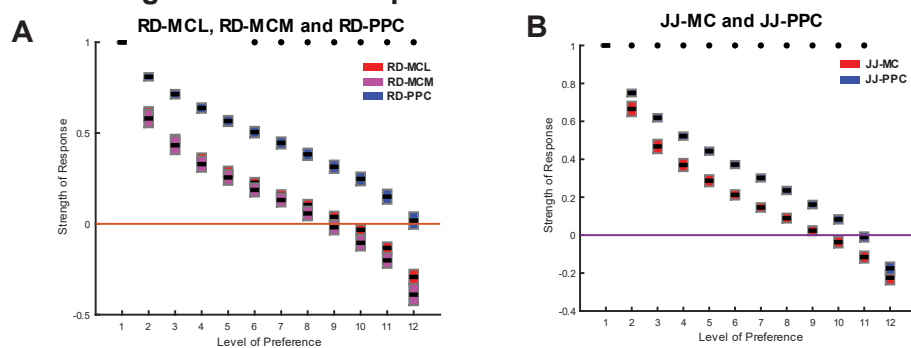 A
RD-MCL, RD-MCM and RD-PPC
1
0.5
0
-0.5
Strength of Response
RD-MCL
RD-MCM
RD-PPC
1 2 3 4 5 6 7 8 9 10 11 12
Level of Preference
B
JJ-MC and JJ-PPC
1
0.8
0.6
0.4
0.2
0
-0.2
-0.4
Strength of Response
JJ-MC
JJ-PPC
1 2 3 4 5 6 7 8 9 10 11 12
Level of Preference